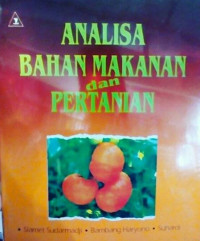 ANALISA
BAHAN MAKANAN
dan
PERTANIAN
• Slamet Sudarmadji • Bambang Haryono • Suhardi